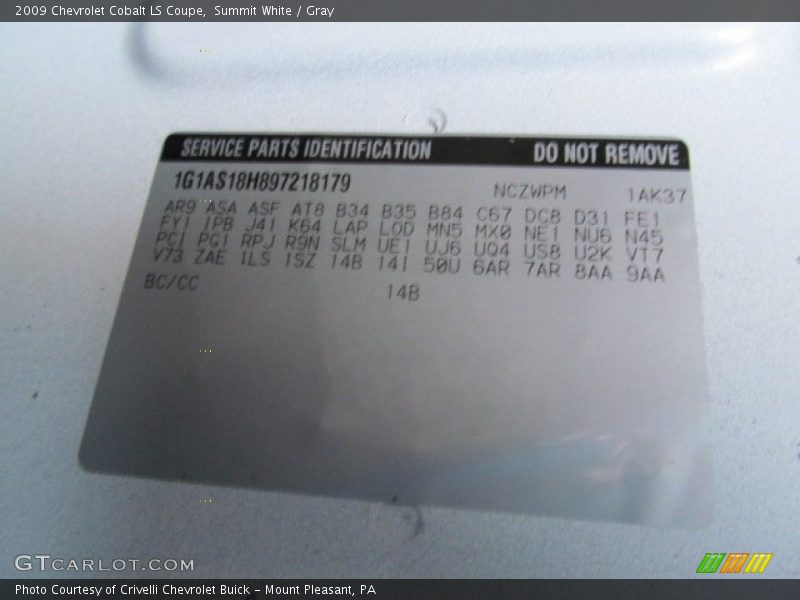 2009 Chevrolet Cobalt LS Coupe,  Summit White / Gray
SERVICE PARTS IDENTIFICATION DO NOT REMOVE
1G1AS18H897218179 NCZWPM 1AK37
AR9 ASA ASF AT8 B34 B35 B84 C67 DC8 D31 FE1
FY1 IPB J41 K64 LAP LOD MN5 MX0 NE1 NU6 N45
PCI PG1 RPJ R9N SLM UE1 UJ6 UQ4 US8 U2K VT7
V73 ZAE 1LS 1SZ 14B 14I 50U 6AR 7AR 8AA 9AA
BC/CC 14B
GTCARLOT.COM
Photo Courtesy of Crivelli Chevrolet Buick - Mount Pleasant, PA